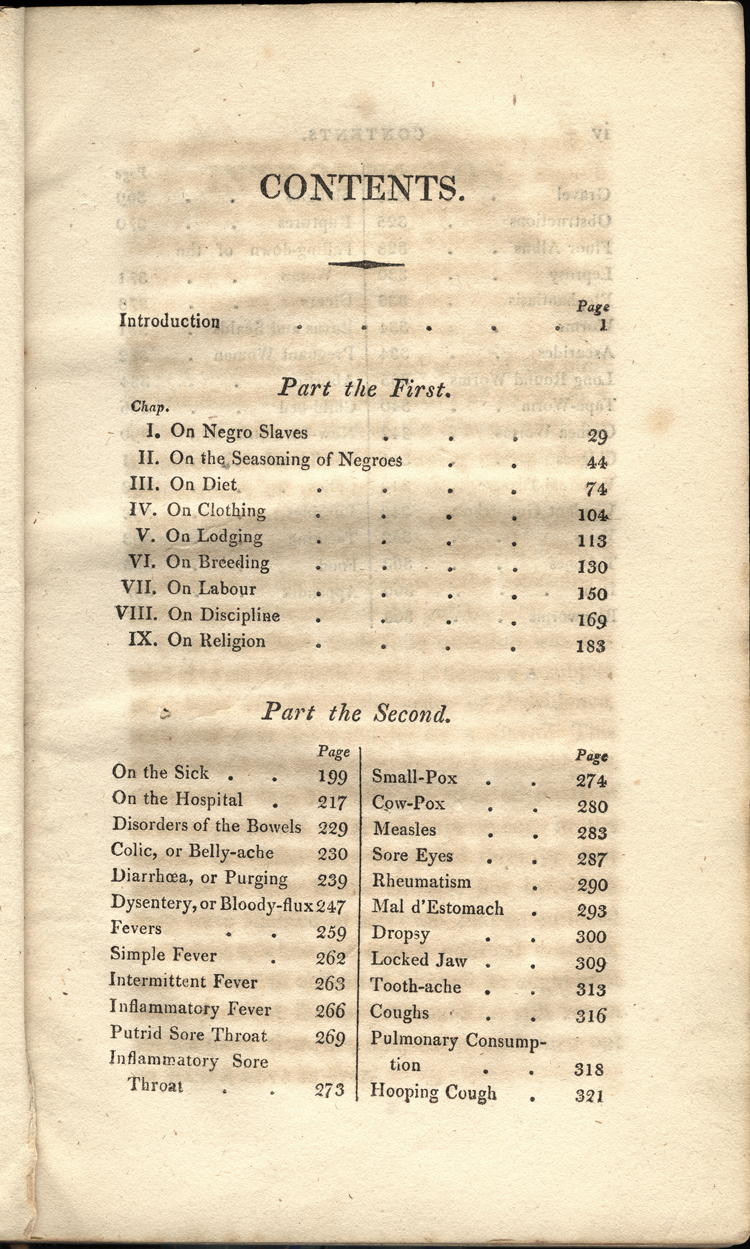 CONTENTS.
Page
Introduction . . . . . 1
Part the First.
Chap.
I. On Negro Slaves . . . 29
II. On the Seasoning of Negroes . . 44
III. On Diet . . . . 74
IV. On Clothing . . . . 104
V. On Lodging . . . . 113
VI. On Breeding . . . . 130
VII. On Labour . . . . 150
VIII. On Discipline . . . . 169
IX. On Religion . . . . 183
Part the Second.
Page
On the Sick . . 199
On the Hospital . 217
Disorders of the Bowels 229
Colic, or Belly-ache 230
Diarrhœa, or Purging 239
Dysentery, or Bloody-flux 247
Fevers . . 259
Simple Fever . 262
Intermittent Fever 263
Inflammatory Fever 266
Putrid Sore Throat 269
Inflammatory Sore
Throat . . 273
Page
Small-Pox . . 274
Cow-Pox . . 280
Measles . . 283
Sore Eyes . . 287
Rheumatism . 290
Mal d'Estomach . 293
Dropsy . . 300
Locked Jaw . . 309
Tooth-ache . . 313
Coughs . . 316
Pulmonary Consump-
tion . . 318
Hooping Cough . 321